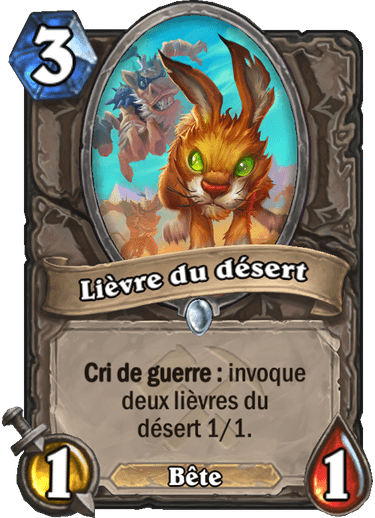 3
Lièvre du désert
Cri de guerre : invoque
deux lièvres du
désert 1/1.
1
Bête
1